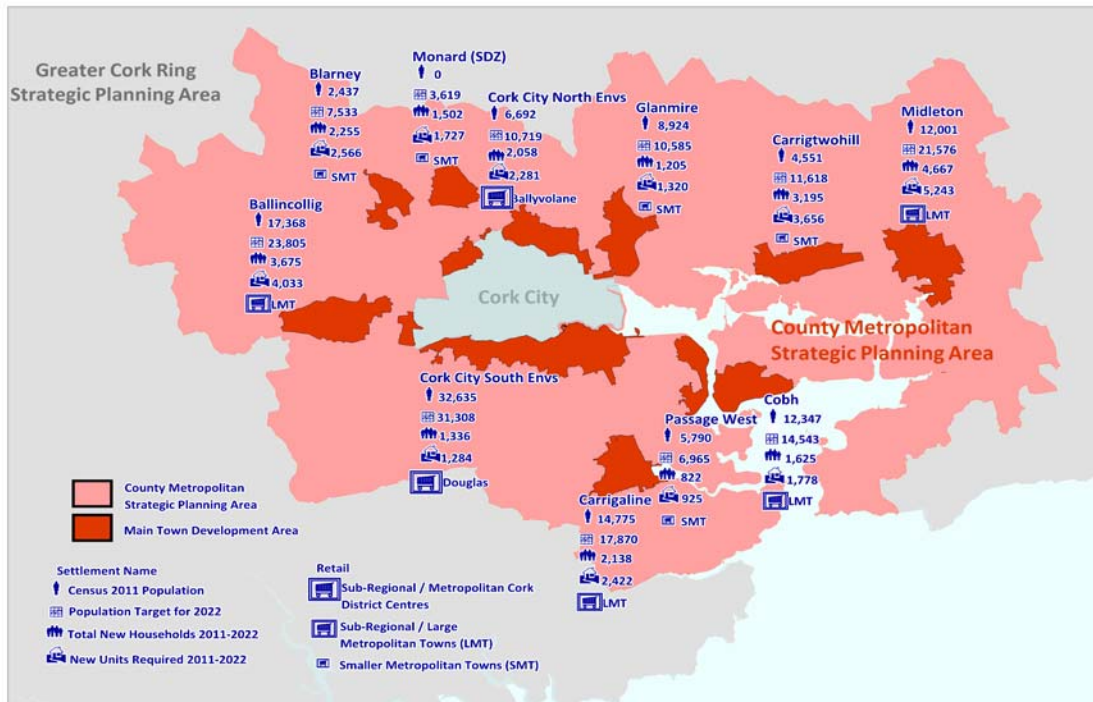 Greater Cork Ring
Strategic Planning Area
Blarney
2,437
7,533
2,255
2,566
SMT
Monard (SDZ)
0
3,619
1,502
1,727
SMT
Cork City North Envs
6,692
10,719
2,058
2,281
Ballyvolane
Glanmire
8,924
10,585
1,205
1,320
SMT
Carrigtwohill
4,551
11,618
3,195
3,656
SMT
Midleton
12,001
21,576
4,667
5,243
LMT
Ballincollig
17,368
23,805
3,675
4,033
LMT
Cork City
County Metropolitan
Strategic Planning Area
Cork City South Envs
32,635
31,308
1,336
1,284
Douglas
Passage West
5,790
6,965
822
925
SMT
Cobh
12,347
14,543
1,625
1,778
LMT
Carrigaline
14,775
17,870
2,138
2,422
LMT
County Metropolitan
Strategic Planning Area
Main Town Development Area
Settlement Name
Census 2011 Population
Population Target for 2022
Total New Households 2011-2022
New Units Required 2011-2022
Retail
Sub-Regional / Metropolitan Cork
District Centres
Sub-Regional / Large
Metropolitan Towns (LMT)
Smaller Metropolitan Towns (SMT)